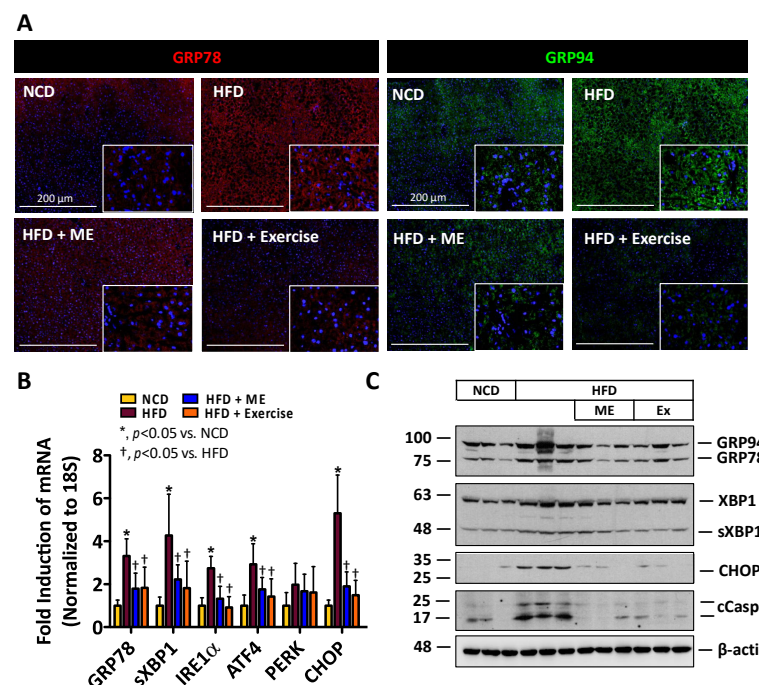 A
GRP78
GRP94
NCD
HFD
NCD
HFD
200 µm
200 µm
HFD + ME
HFD + Exercise
HFD + ME
HFD + Exercise
B
C
NCD
HFD + ME
HFD
HFD + Exercise
*, p<0.05 vs. NCD
†, p<0.05 vs. HFD
Fold Induction of mRNA
(Normalized to 18S)
8
6
4
2
0
* * * * *
† † † † † † † † † †
GRP78
sXBP1
IRE1α
ATF4
PERK
CHOP
NCD
HFD
ME
Ex
100
75
GRP94
GRP78
63
48
XBP1
sXBP1
35
25
CHOP
25
17
cCasp
48
β-acti